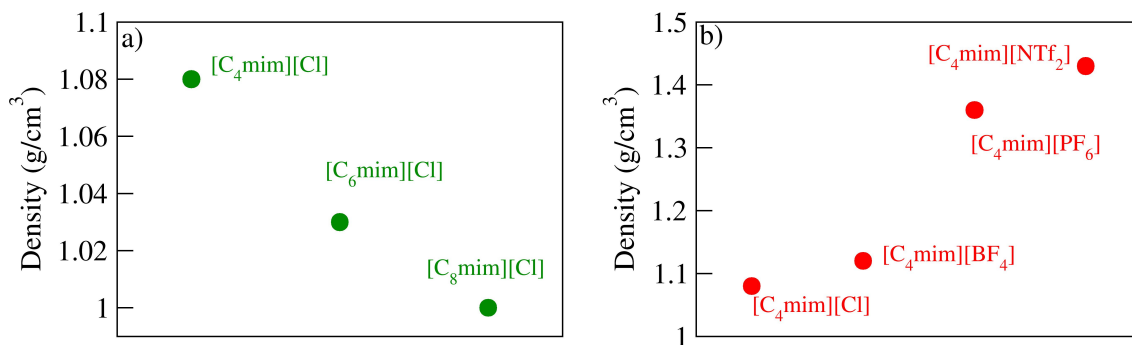 a)
Density (g/cm³)
1.1
1.08
1.06
1.04
1.02
1
[C₄mim][Cl]
[C₆mim][Cl]
[C₈mim][Cl]
b)
Density (g/cm³)
1.5
1.4
1.3
1.2
1.1
1
[C₄mim][NTf₂]
[C₄mim][PF₆]
[C₄mim][BF₄]
[C₄mim][Cl]